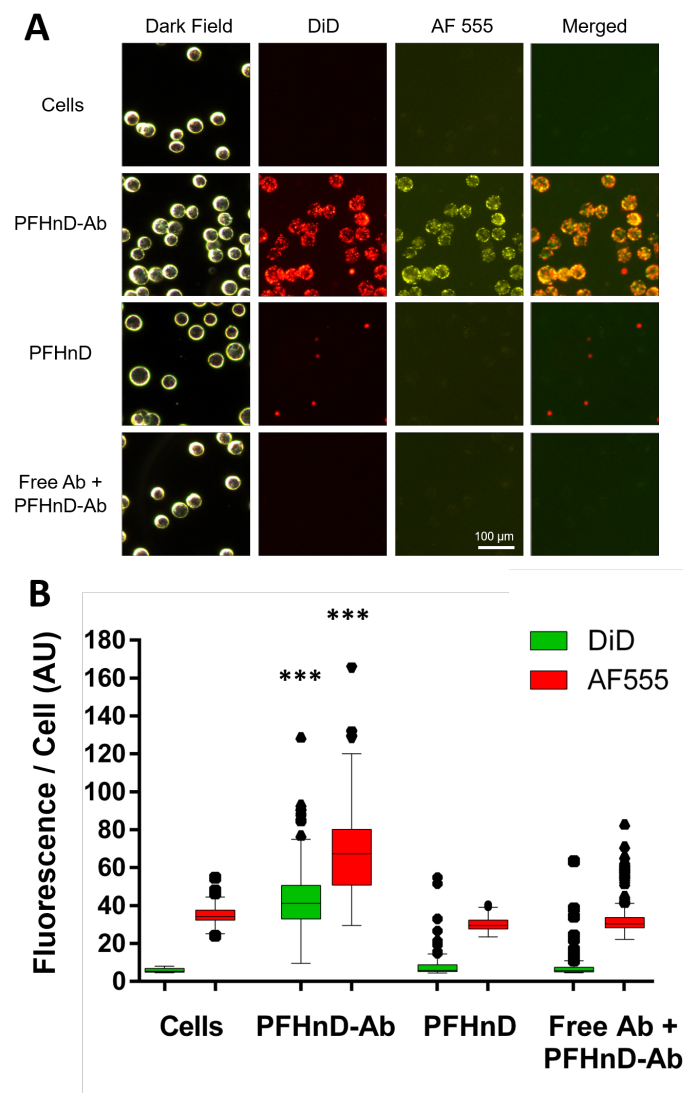 A
Dark Field DiD AF 555 Merged
Cells
PFHnD-Ab
PFHnD
Free Ab +
PFHnD-Ab
100 µm
B
Fluorescence / Cell (AU)
180
160
140
120
100
80
60
40
20
0
***
***
DiD
AF555
Cells PFHnD-Ab PFHnD Free Ab +
PFHnD-Ab